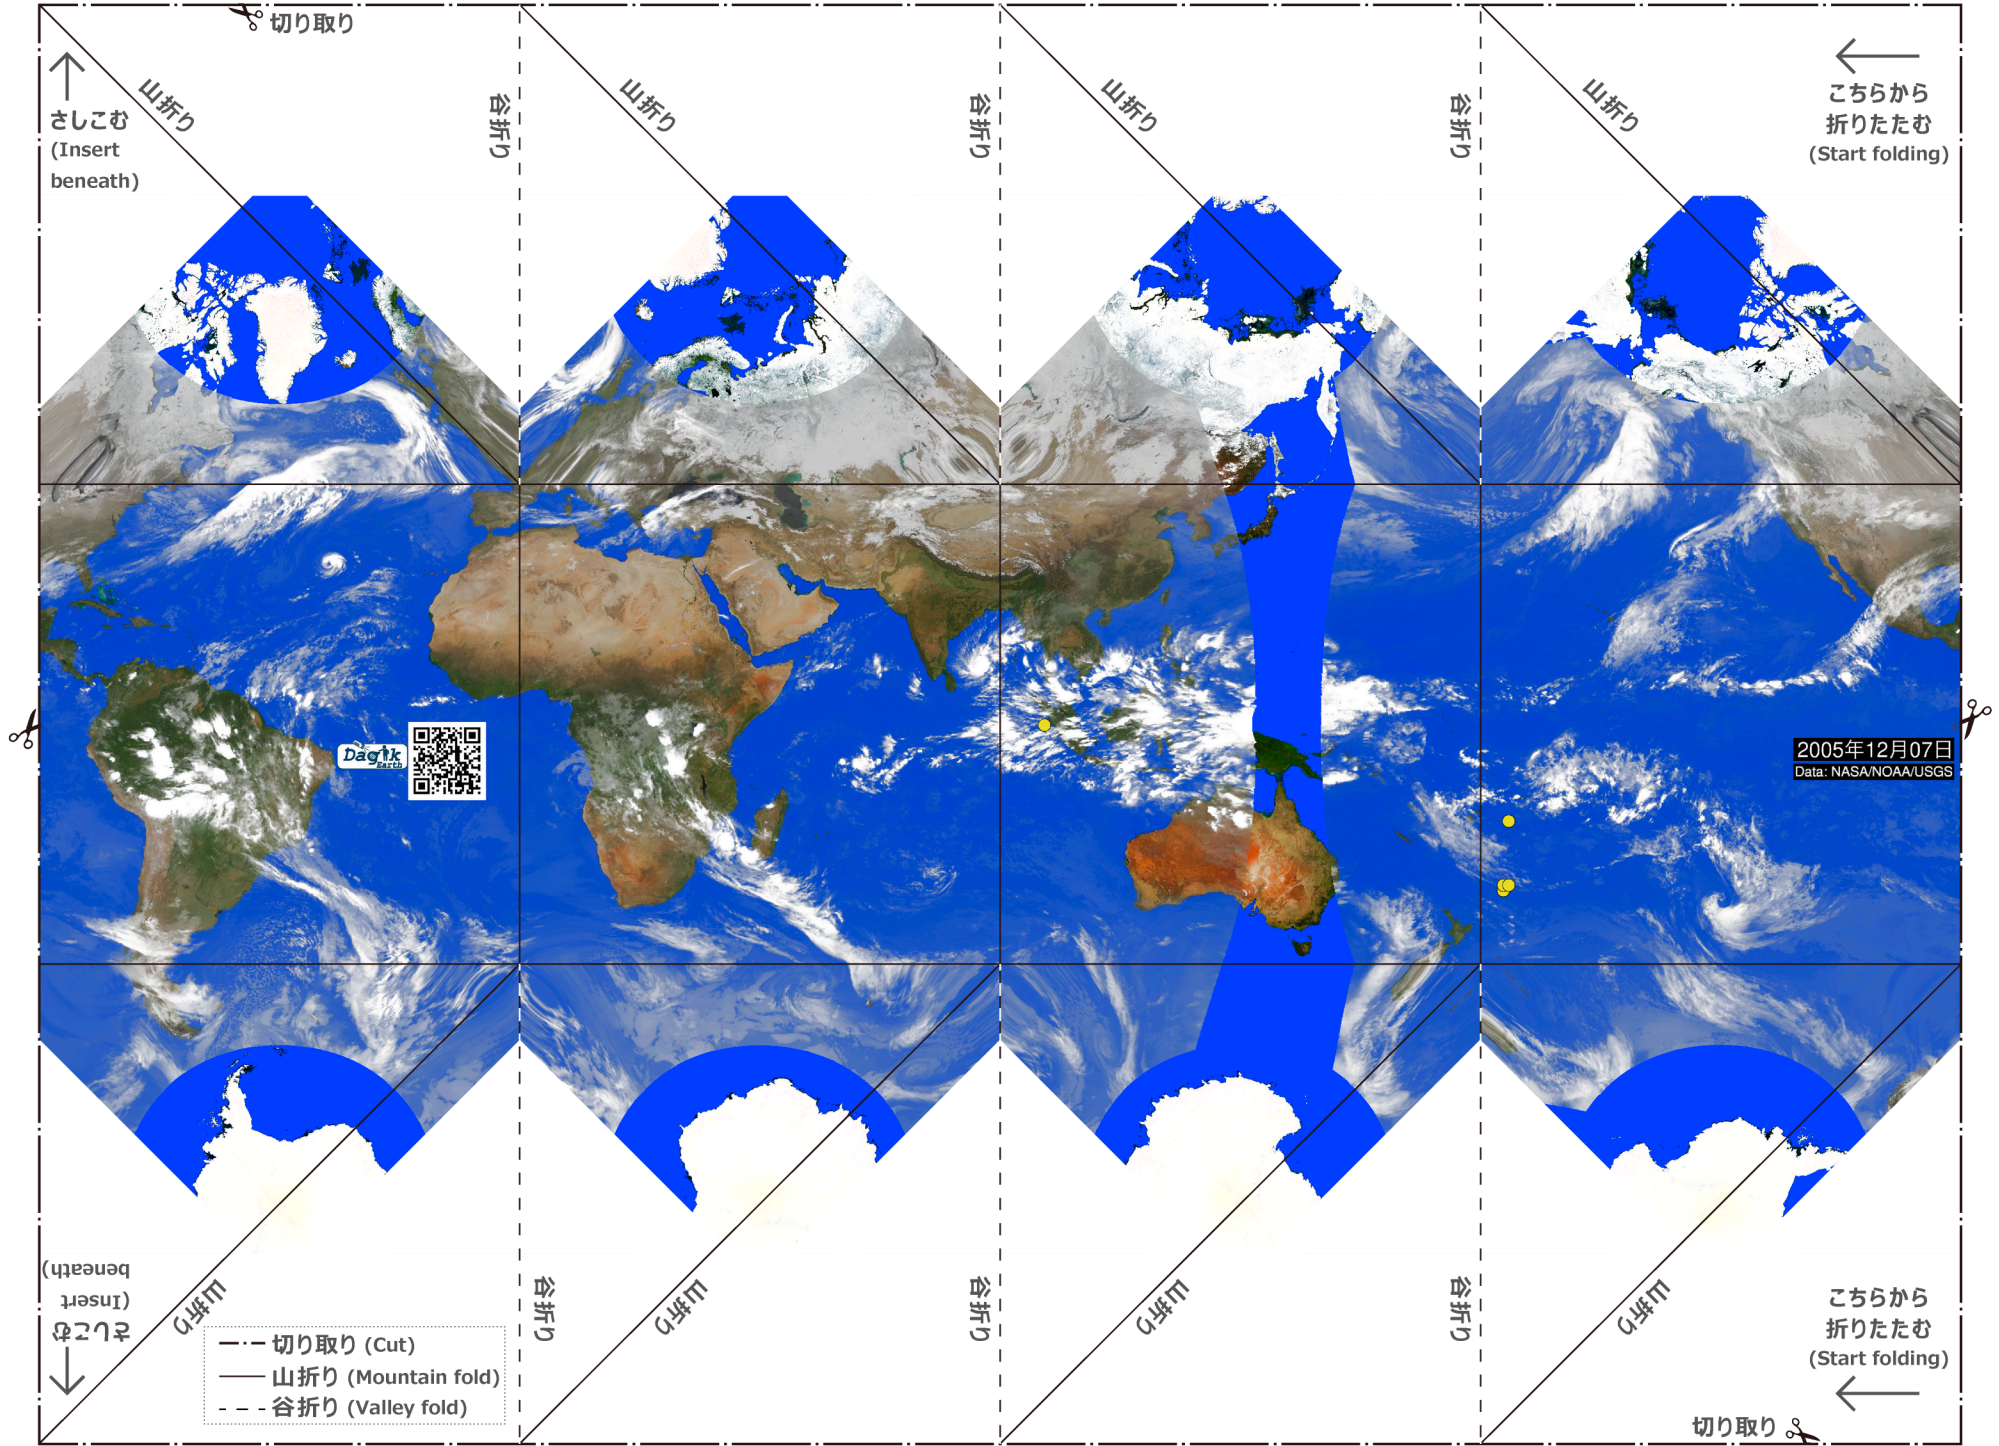 切り取り
さしこむ
(Insert
beneath)
山折り
谷折り
山折り
谷折り
山折り
谷折り
山折り
こちらから
折りたたむ
(Start folding)
Dagik
Earth
2005年12月07日
Data: NASA/NOAA/USGS
さしこむ
(Insert
beneath)
山折り
谷折り
山折り
谷折り
山折り
谷折り
山折り
こちらから
折りたたむ
(Start folding)
切り取り (Cut)
山折り (Mountain fold)
谷折り (Valley fold)
切り取り